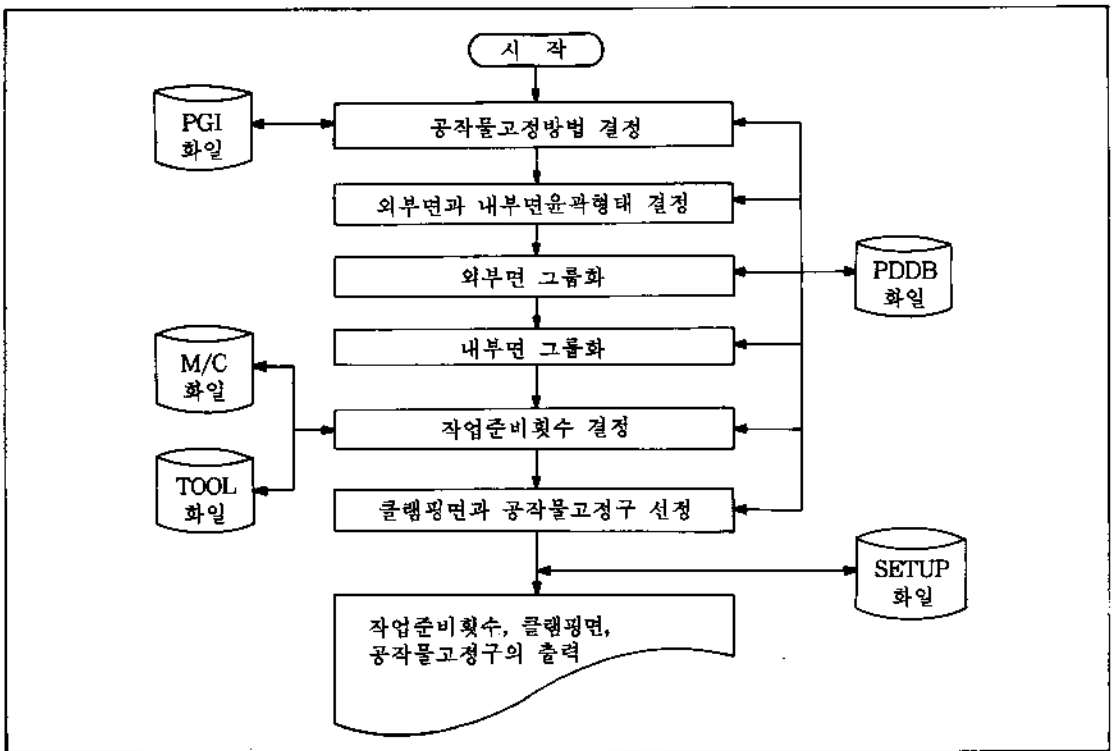 시 작
PGI
화일
공작물고정방법 결정
외부면과 내부면윤곽형태 결정
외부면 그룹화
PDDB
화일
내부면 그룹화
M/C
화일
작업준비횟수 결정
TOOL
화일
클램핑면과 공작물고정구 선정
SETUP
화일
작업준비횟수, 클램핑면,
공작물고정구의 출력